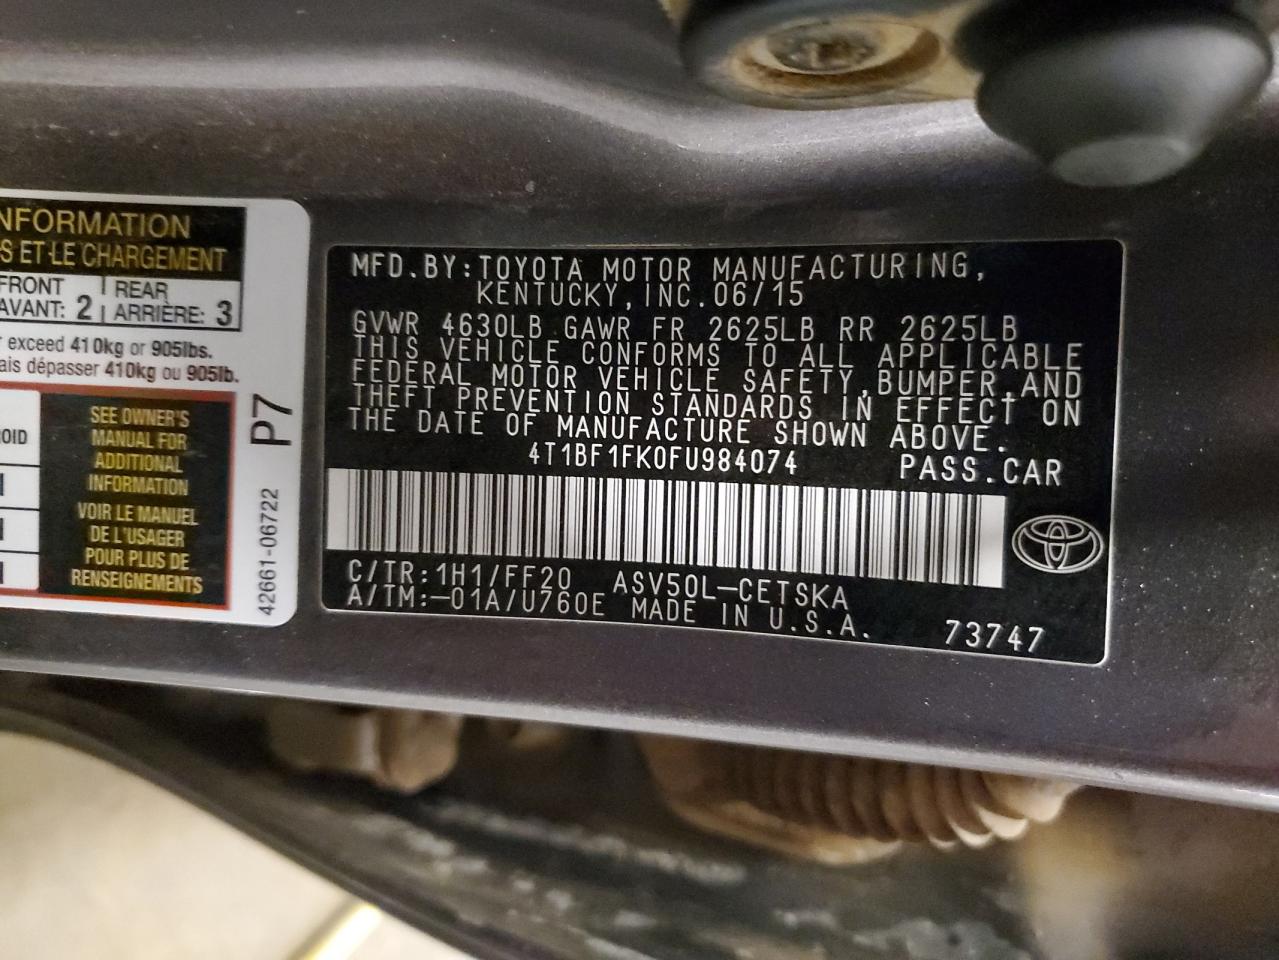 NFORMATION
S ET LE CHARGEMENT
FRONT
AVANT: 2
REAR
ARRIÈRE: 3
exceed 410kg or 905lbs.
ais dépasser 410kg ou 905lb.
OID
SEE OWNER'S
MANUAL FOR
ADDITIONAL
INFORMATION
VOIR LE MANUEL
DE L'USAGER
POUR PLUS DE
RENSEIGNEMENTS
P7
42661-06722
MFD.BY:TOYOTA MOTOR MANUFACTURING,
KENTUCKY,INC.06/15
GVWR 4630LB GAWR FR 2625LB RR 2625LB
THIS VEHICLE CONFORMS TO ALL APPLICABLE
FEDERAL MOTOR VEHICLE SAFETY,BUMPER,AND
THEFT PREVENTION STANDARDS IN EFFECT ON
THE DATE OF MANUFACTURE SHOWN ABOVE.
4T1BF1FK0FU984074 PASS.CAR
C/TR:1H1/FF20 ASV50L-CETSKA
A/TM:-01A/U760E MADE IN U.S.A. 73747